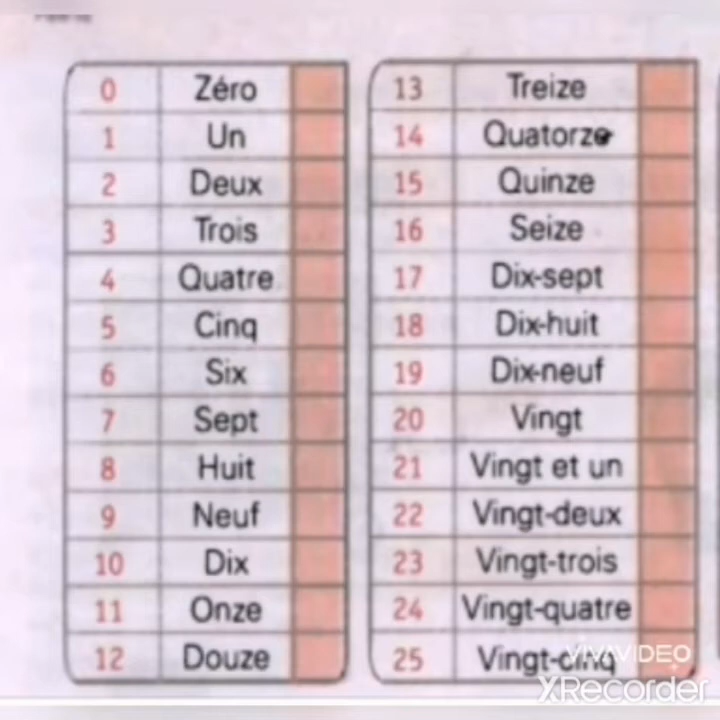 0 Zéro
1 Un
2 Deux
3 Trois
4 Quatre
5 Cinq
6 Six
7 Sept
8 Huit
9 Neuf
10 Dix
11 Onze
12 Douze
13 Treize
14 Quatorze
15 Quinze
16 Seize
17 Dix-sept
18 Dix-huit
19 Dix-neuf
20 Vingt
21 Vingt et un
22 Vingt-deux
23 Vingt-trois
24 Vingt-quatre
25 Vingt-cinq
VIVAVIDEO
XRecorder